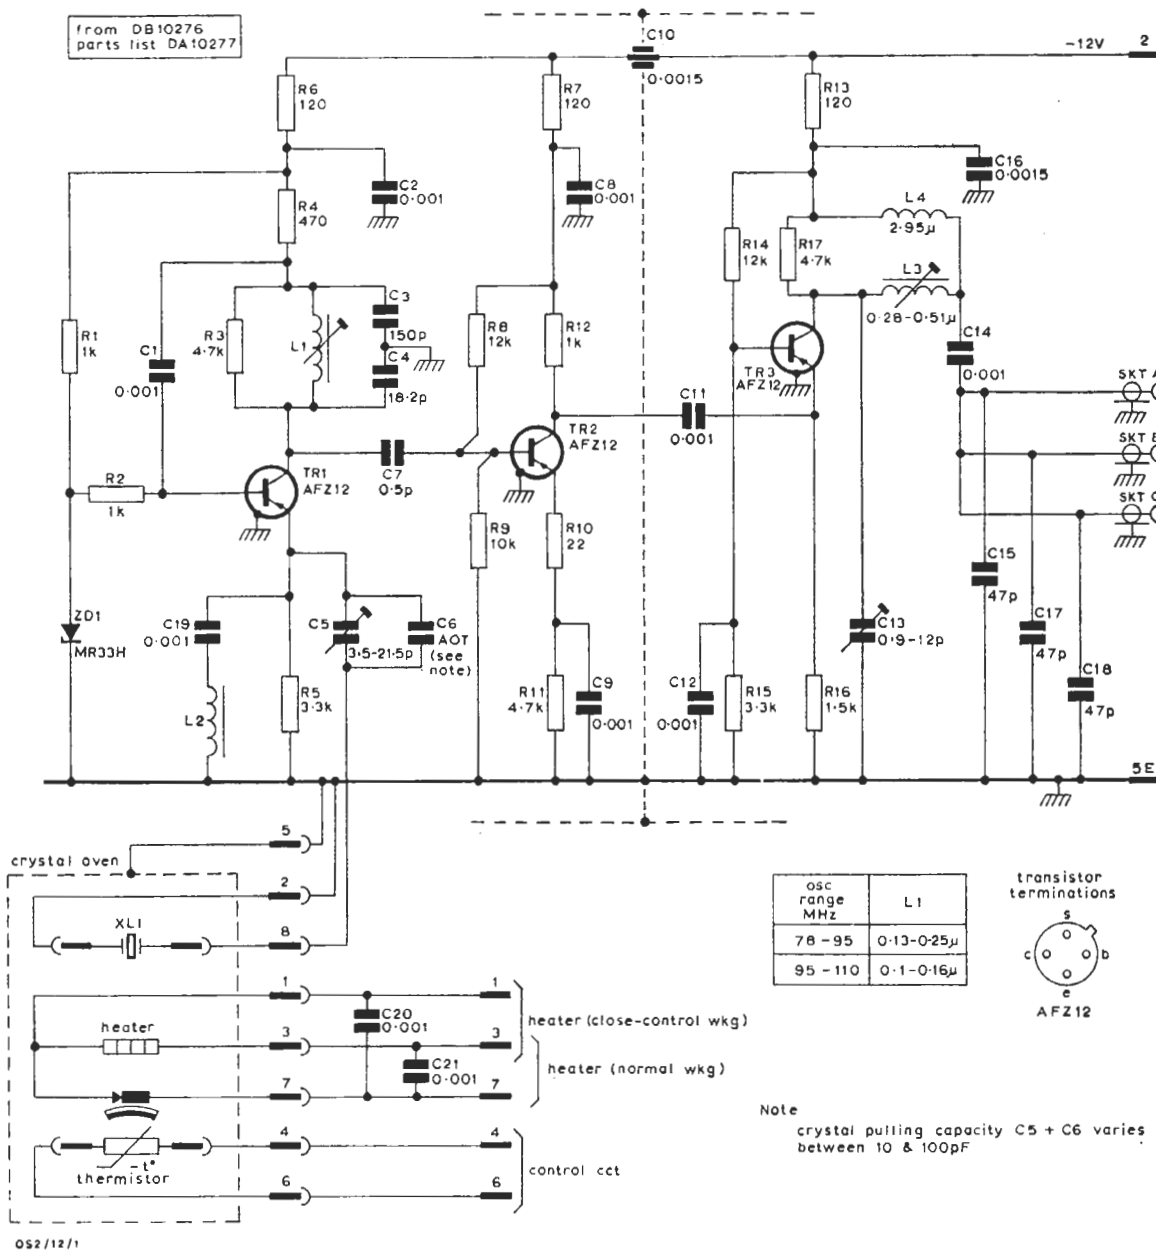 from DB10276
parts list DA10277
C10
0·0015
-12V
2
R6
120
R7
120
R13
120
C2
0·001
C8
0·001
C16
0·0015
R4
470
L4
2·95µ
R14
12k
R17
4·7k
L3
0·28-0·51µ
R1
1k
C1
0·001
R3
4·7k
L1
C3
150p
C4
18·2p
R8
12k
R12
1k
C14
0·001
TR3
AFZ12
SKT A
C11
0·001
TR2
AFZ12
SKT B
C7
0·5p
TR1
AFZ12
R2
1k
SKT C
R9
10k
R10
22
C15
47p
ZD1
MR33H
C19
0·001
C5
3·5-21·5p
C6
AOT
(see
note)
C13
0·9-12p
C17
47p
L2
R5
3·3k
R11
4·7k
C9
0·001
C12
0·001
R15
3·3k
R16
1·5k
C18
47p
5E
crystal oven
5
2
XL1
8
1
1
C20
0·001
heater (close-control wkg)
heater
3
3
C21
0·001
heater (normal wkg)
7
7
4
4
-t°
thermistor
control cct
6
6
osc
range
MHz
L1
78-95
0·13-0·25µ
95-110
0·1-0·16µ
transistor
terminations
s
c
b
e
AFZ12
Note
crystal pulling capacity C5 + C6 varies
between 10 & 100pF
OS2/12/1